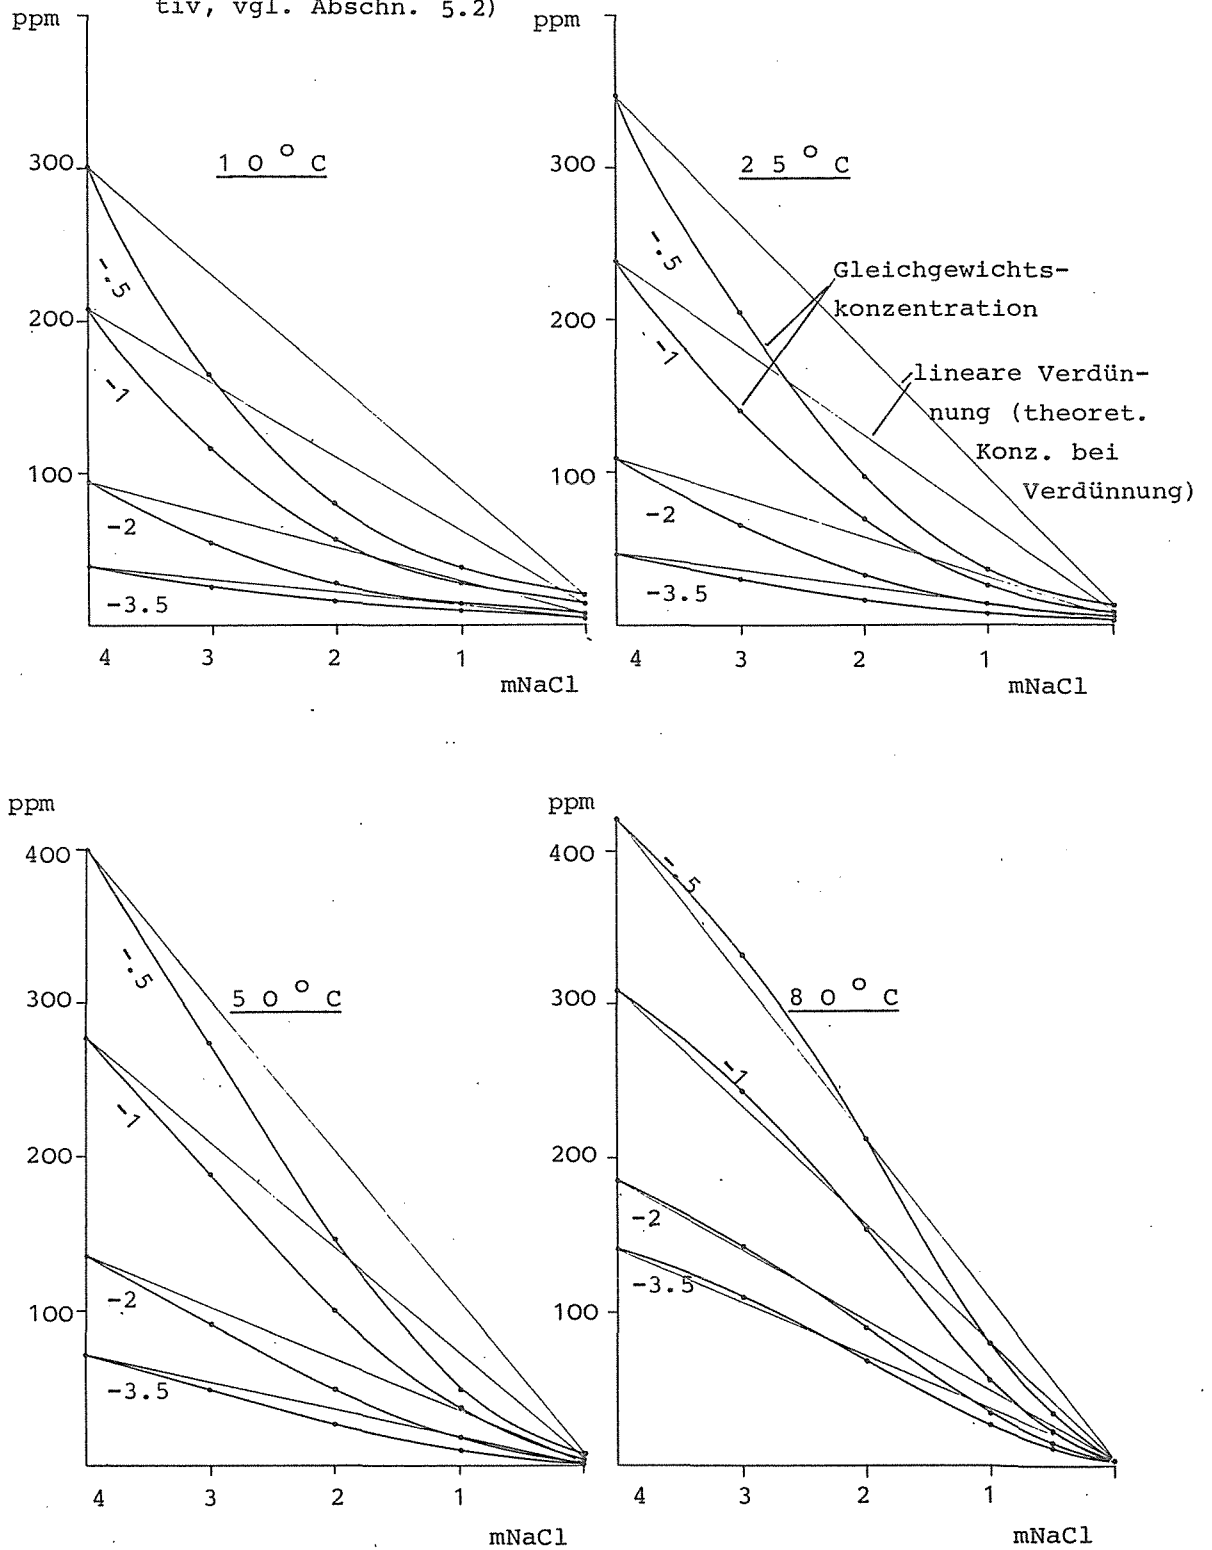 tiv, vgl. Abschn. 5.2)
ppm
300
200
100
10°C
-.5
-1
-2
-3.5
4 3 2 1
mNaCl
ppm
300
200
100
25°C
-.5
-1
-2
-3.5
Gleichgewichts-
konzentration
lineare Verdün-
nung (theoret.
Konz. bei
Verdünnung)
4 3 2 1
mNaCl
ppm
400
300
200
100
50°C
-.5
-1
-2
-3.5
4 3 2 1
mNaCl
ppm
400
300
200
100
80°C
-.5
-1
-2
-3.5
4 3 2 1
mNaCl